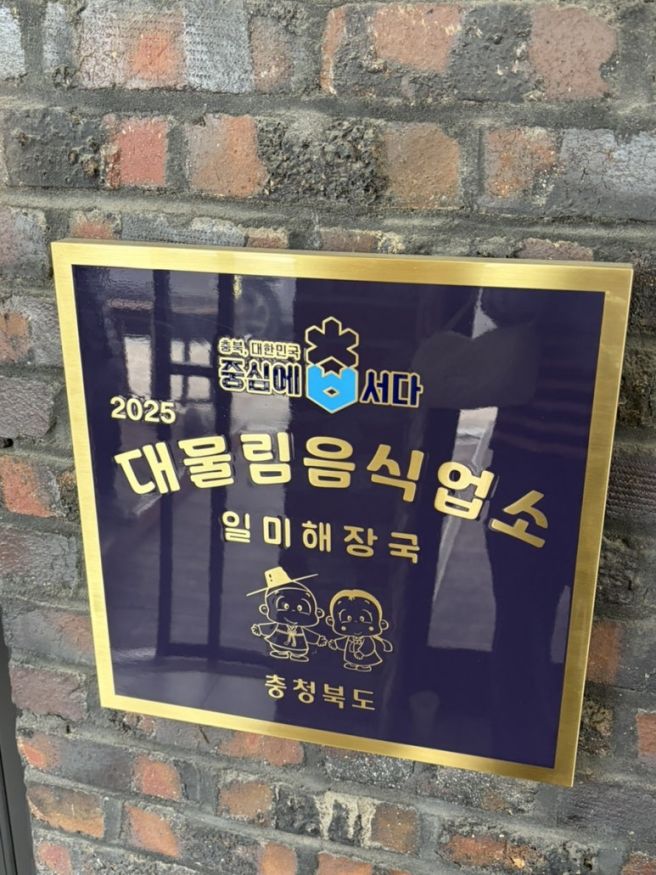 충북, 대한민국
중심에 서다
2025
대물림음식업소
일미해장국
충청북도